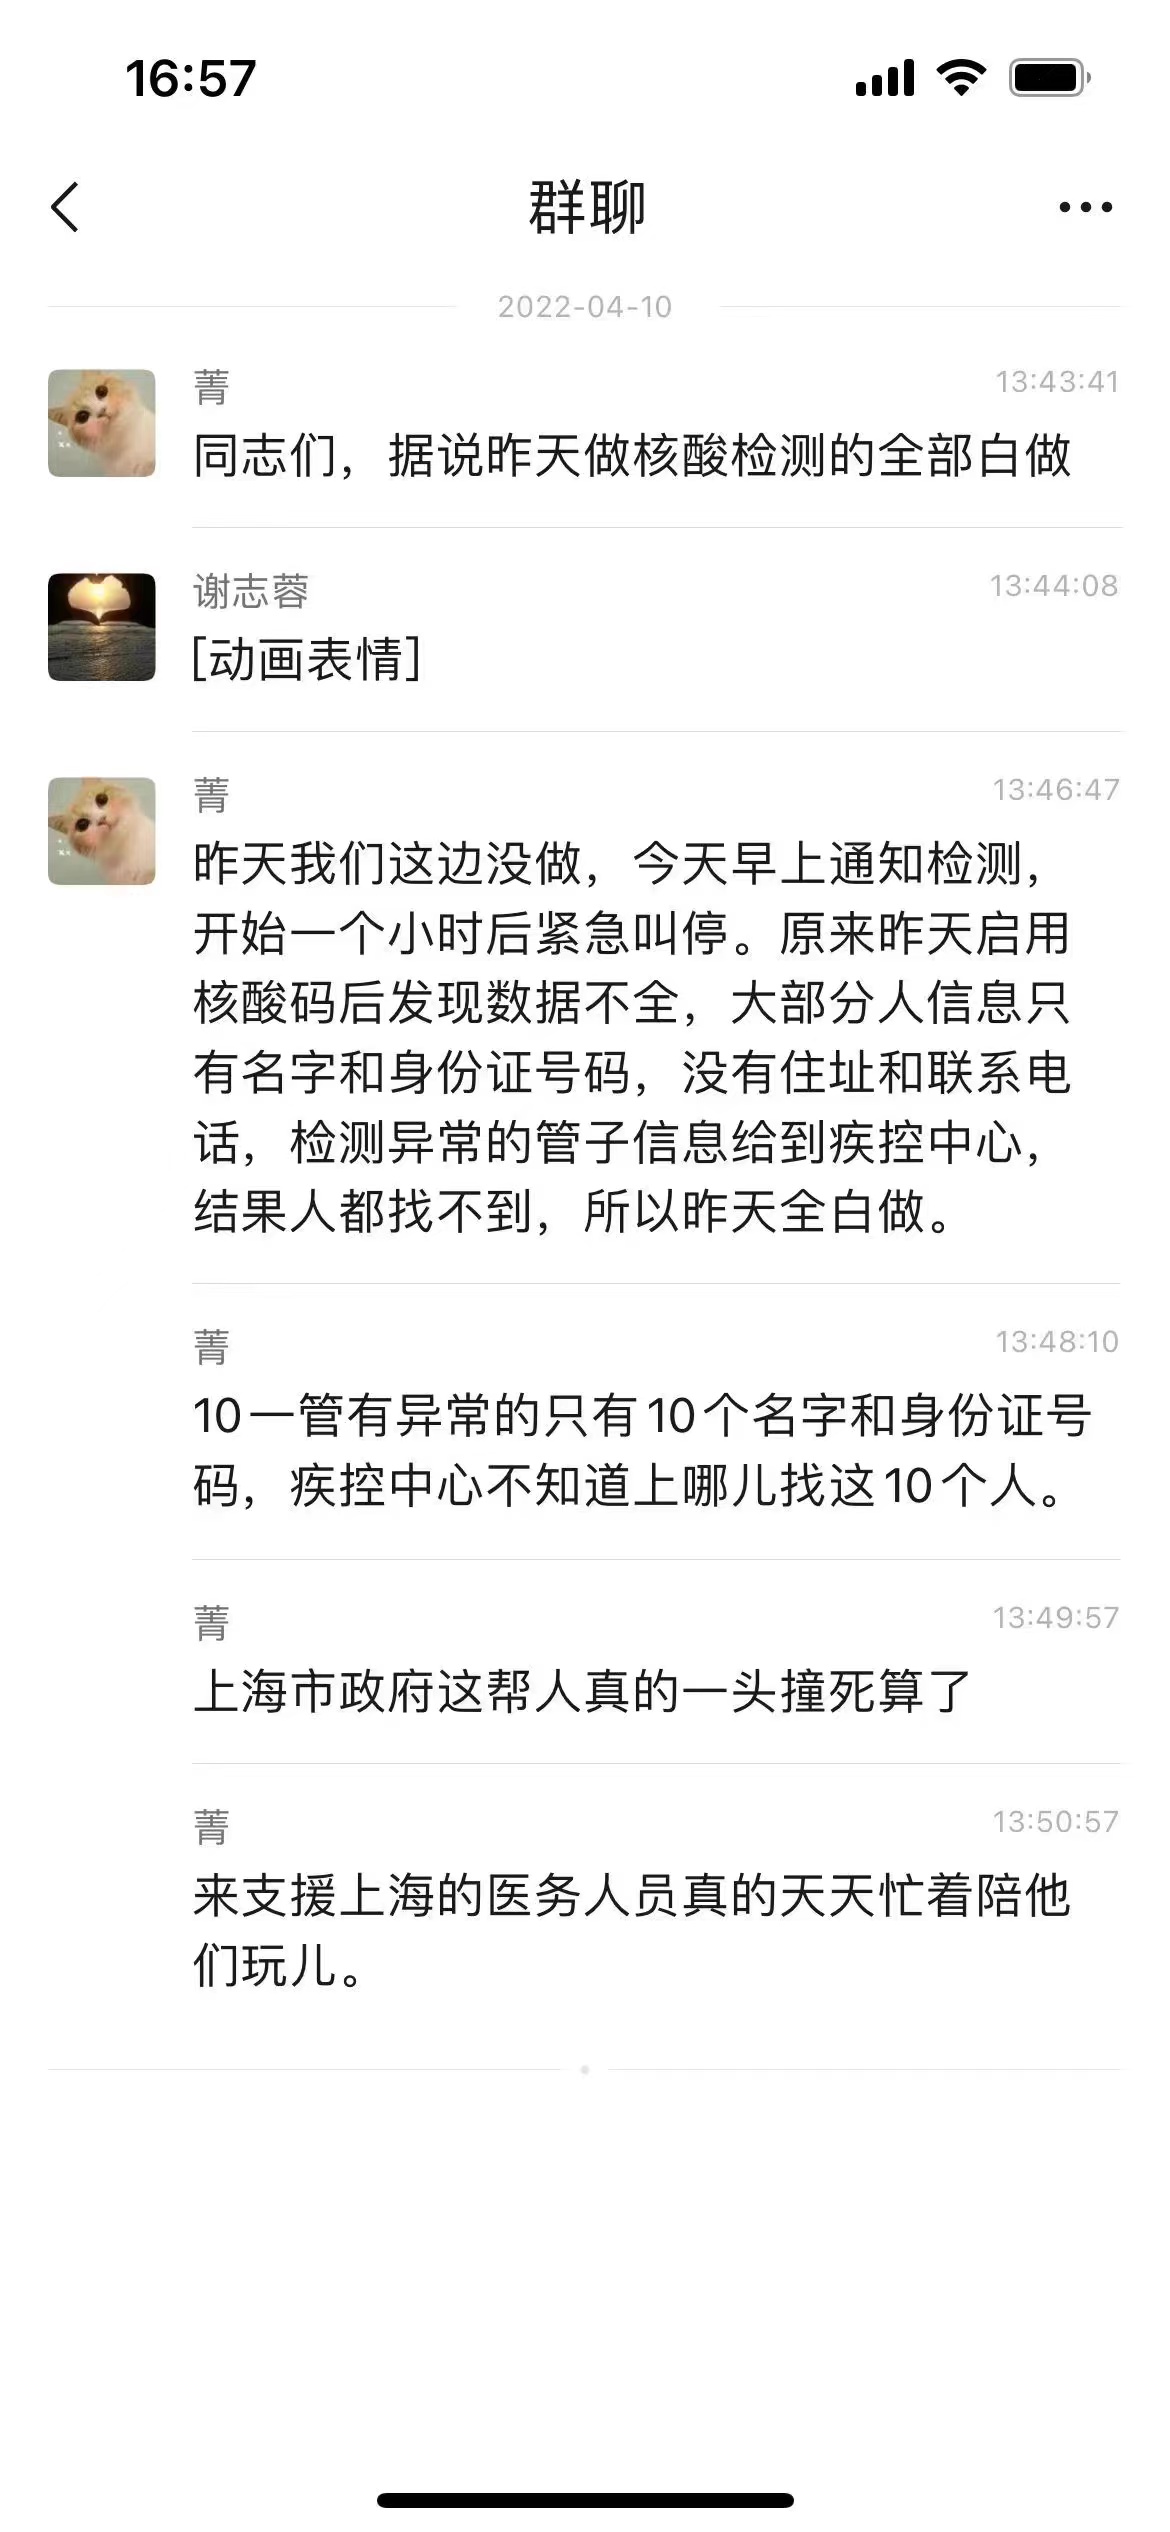 16:57
群聊
2022-04-10
菁
13:43:41
同志们，据说昨天做核酸检测的全部白做
谢志蓉
13:44:08
[动画表情]
菁
13:46:47
昨天我们这边没做，今天早上通知检测，
开始一个小时后紧急叫停。原来昨天启用
核酸码后发现数据不全，大部分人信息只
有名字和身份证号码，没有住址和联系电
话，检测异常的管子信息给到疾控中心，
结果人都找不到，所以昨天全白做。
菁
13:48:10
10一管有异常的只有10个名字和身份证号
码，疾控中心不知道上哪儿找这10个人。
菁
13:49:57
上海市政府这帮人真的一头撞死算了
菁
13:50:57
来支援上海的医务人员真的天天忙着陪他
们玩儿。